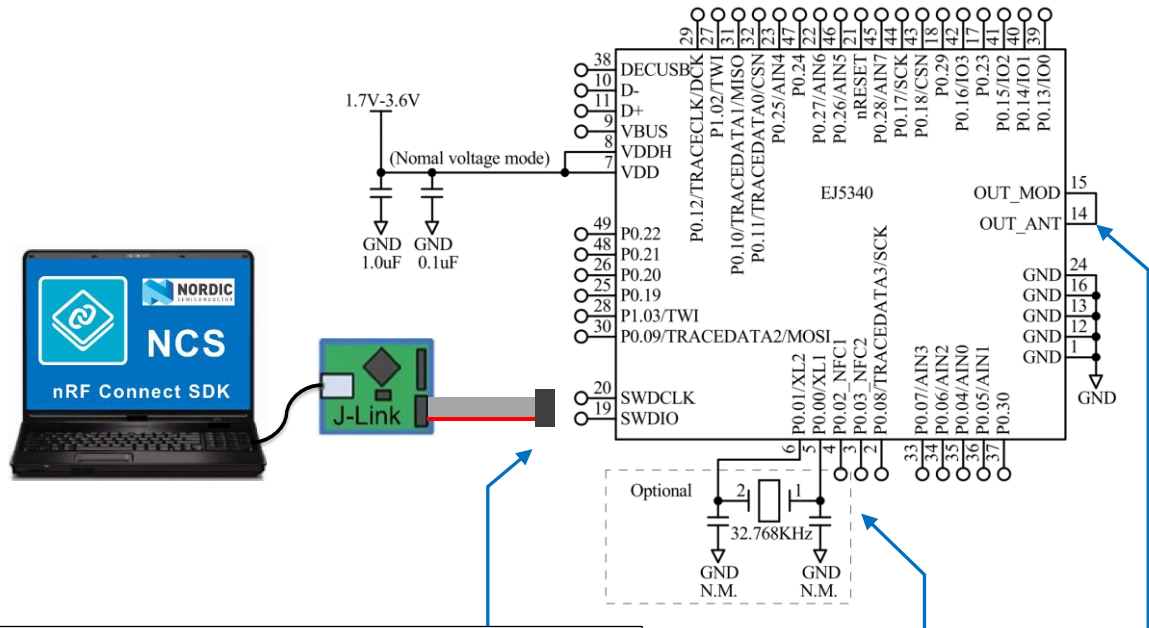 29
27
31
32
23
47
22
46
21
45
44
43
18
42
17
41
40
39
P0.12/TRACECLK/DCK
P1.02/TWI
P0.10/TRACEDATA1/MISO
P0.11/TRACEDATA0/CSN
P0.25/AIN4
P0.24
P0.27/AIN6
P0.26/AIN5
nRESET
P0.28/AIN7
P0.17/SCK
P0.18/CSN
P0.29
P0.16/IO3
P0.23
P0.15/IO2
P0.14/IO1
P0.13/IO0
38 DECUSB
10 D-
11 D+
9 VBUS
8 VDDH
7 VDD
1.7V-3.6V
(Nomal voltage mode)
GND GND
1.0uF 0.1uF
EJ5340
OUT_MOD 15
OUT_ANT 14
49 P0.22
48 P0.21
26 P0.20
25 P0.19
28 P1.03/TWI
30 P0.09/TRACEDATA2/MOSI
20 SWDCLK
19 SWDIO
GND 24
GND 16
GND 13
GND 12
GND 1
GND
NORDIC
SEMICONDUCTOR
NCS
nRF Connect SDK
J-Link
P0.01/XL2
P0.00/XL1
P0.02_NFC1
P0.03_NFC2
P0.08/TRACEDATA3/SCK
P0.07/AIN3
P0.06/AIN2
P0.04/AIN0
P0.05/AIN1
P0.30
6
5
4
3
2
33
34
35
36
37
Optional
2 1
32.768KHz
GND GND
N.M. N.M.